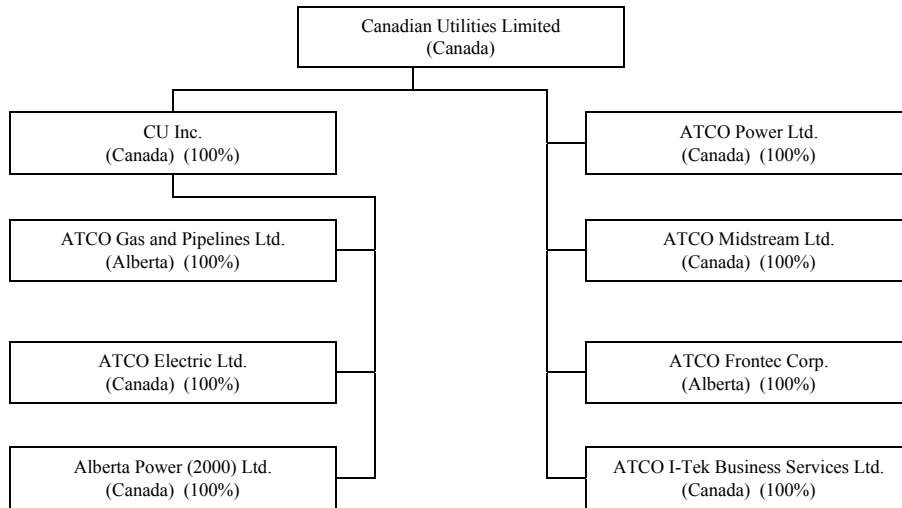 Canadian Utilities Limited
(Canada)
CU Inc.
(Canada) (100%)
ATCO Power Ltd.
(Canada) (100%)
ATCO Gas and Pipelines Ltd.
(Alberta) (100%)
ATCO Midstream Ltd.
(Canada) (100%)
ATCO Electric Ltd.
(Canada) (100%)
ATCO Frontec Corp.
(Alberta) (100%)
Alberta Power (2000) Ltd.
(Canada) (100%)
ATCO I-Tek Business Services Ltd.
(Canada) (100%)